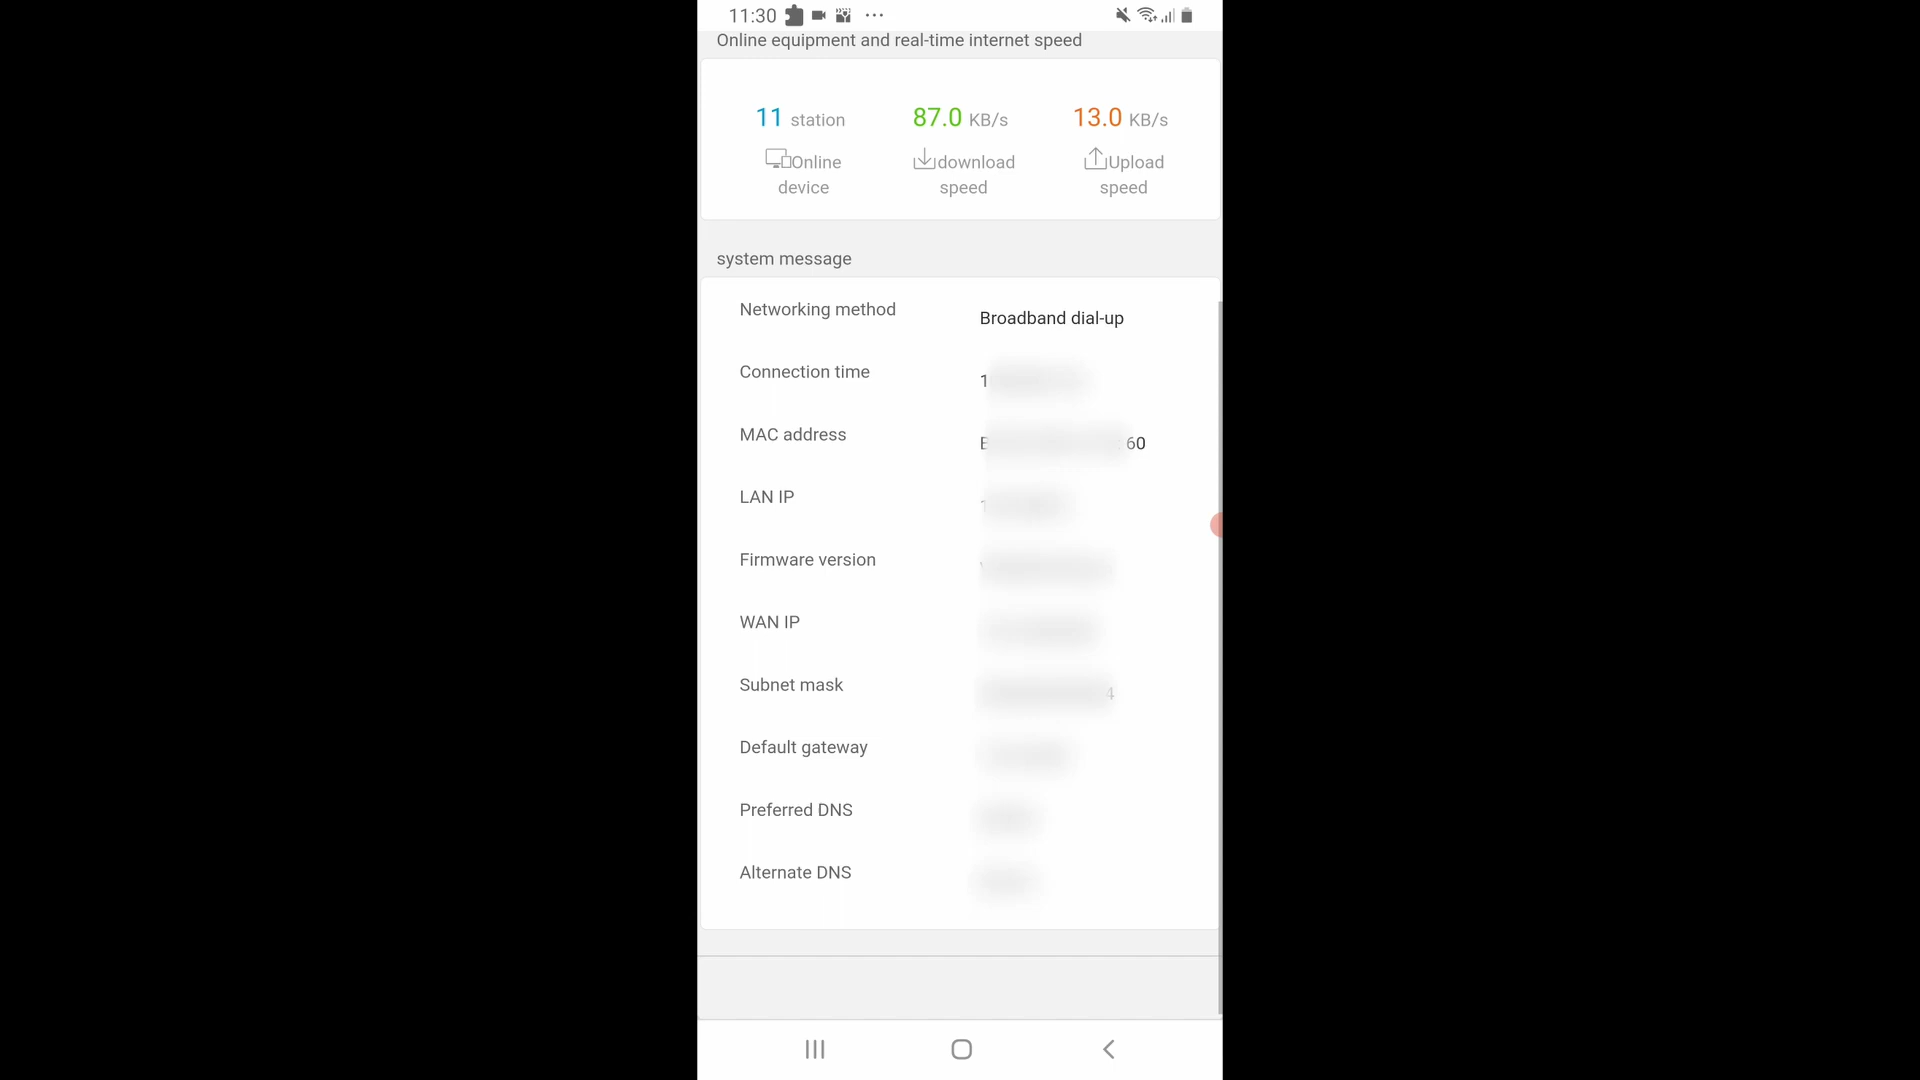 11:30
Online equipment and real-time internet speed
11 station
87.0 KB/s
13.0 KB/s
Online device
download speed
Upload speed
system message
Networking method
Broadband dial-up
Connection time
1
MAC address
60
LAN IP
Firmware version
WAN IP
Subnet mask
4
Default gateway
Preferred DNS
Alternate DNS